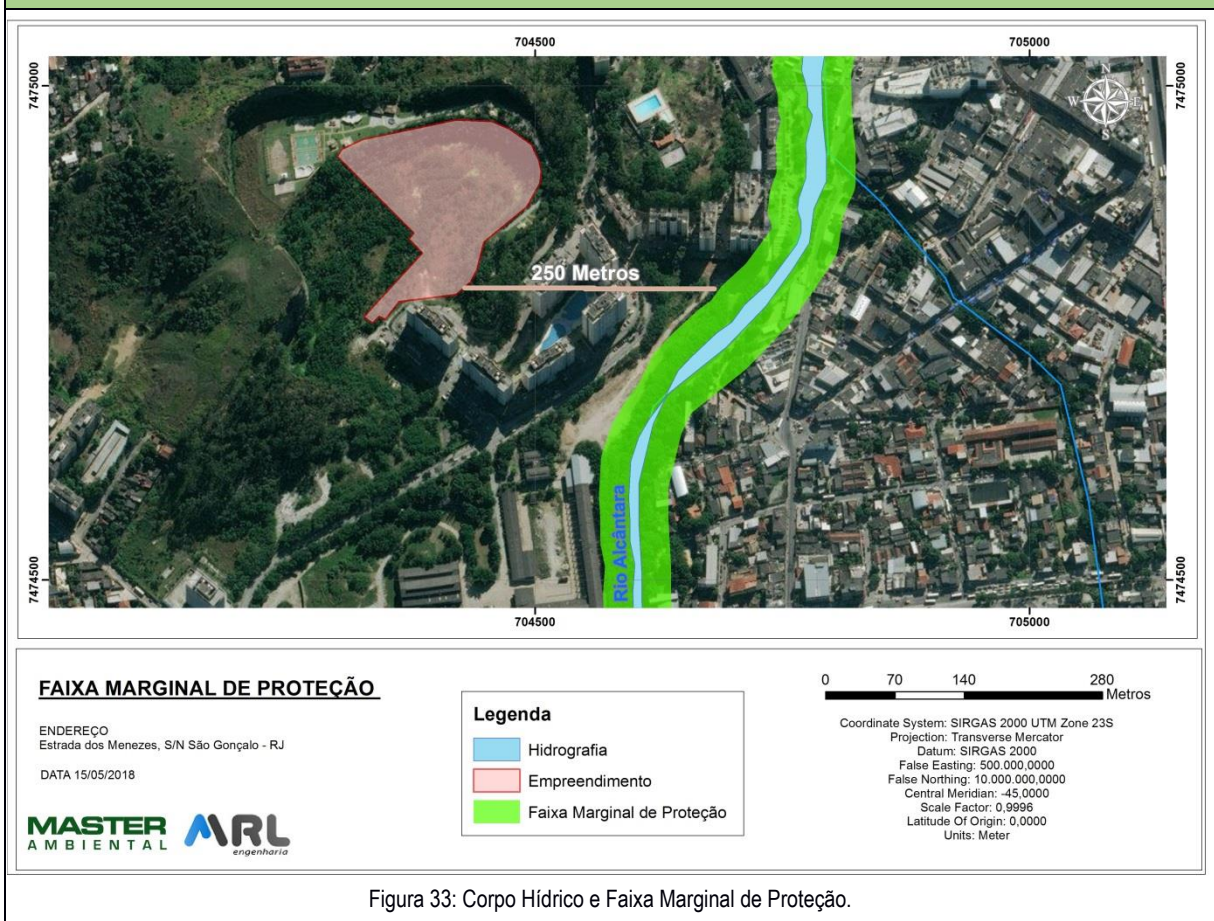 704500
705000
7475000
7475000
N
W
E
S
250 Metros
Rio Alcântara
7474500
7474500
704500
705000
FAIXA MARGINAL DE PROTEÇÃO
ENDEREÇO
Estrada dos Menezes, S/N São Gonçalo - RJ
DATA 15/05/2018
MASTER
AMBIENTAL
MRL
engenharia
Legenda
Hidrografia
Empreendimento
Faixa Marginal de Proteção
0 70 140 280
Metros
Coordinate System: SIRGAS 2000 UTM Zone 23S
Projection: Transverse Mercator
Datum: SIRGAS 2000
False Easting: 500.000,0000
False Northing: 10.000.000,0000
Central Meridian: -45,0000
Scale Factor: 0,9996
Latitude Of Origin: 0,0000
Units: Meter
Figura 33: Corpo Hídrico e Faixa Marginal de Proteção.